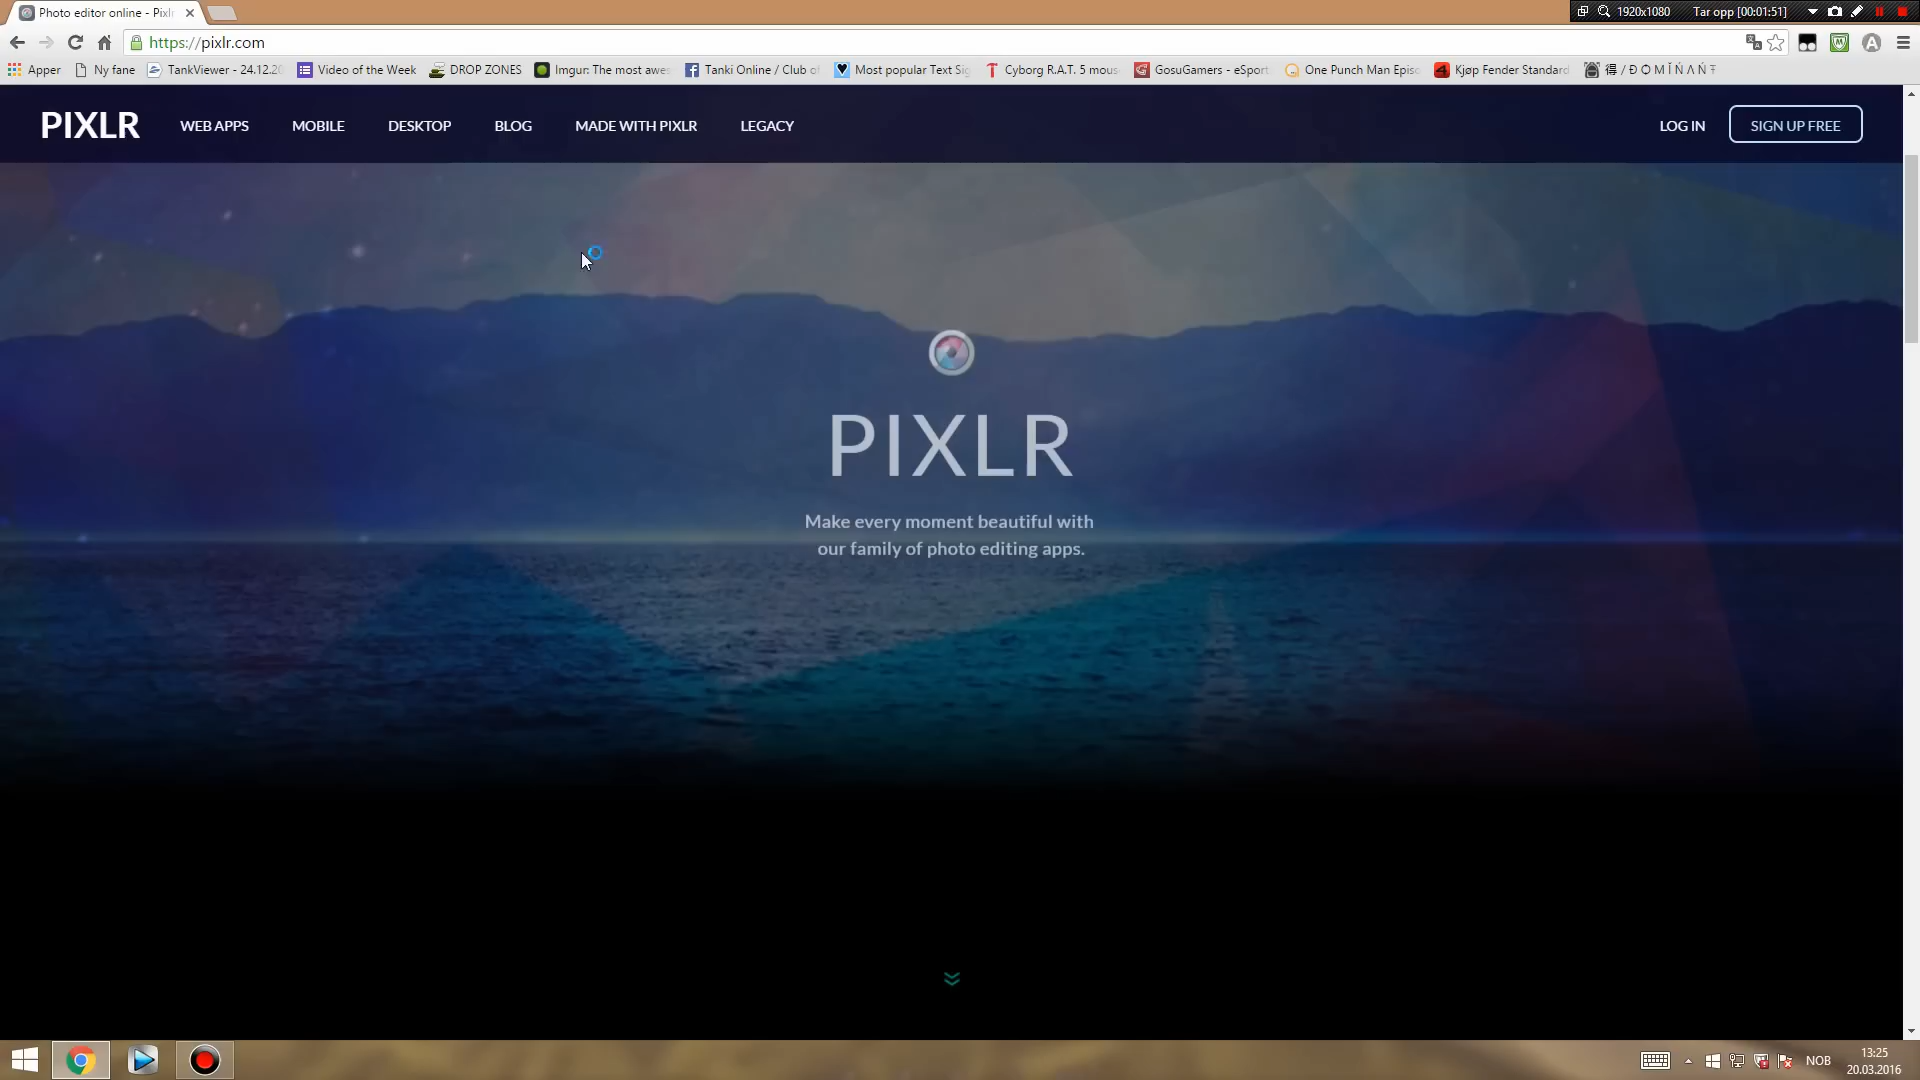 Photo editor online - Pixlr
1920x1080
Tar opp [00:01:51]
https://pixlr.com
Apper
Ny fane
TankViewer - 24.12.20
Video of the Week
DROP ZONES
Imgur: The most awes
Tanki Online / Club of
Most popular Text Sig
Cyborg R.A.T. 5 mous
GosuGamers - eSport
One Punch Man Episo
Kjøp Fender Standard
PIXLR
WEB APPS
MOBILE
DESKTOP
BLOG
MADE WITH PIXLR
LEGACY
LOG IN
SIGN UP FREE
PIXLR
Make every moment beautiful with
our family of photo editing apps.
NOB
13:25
20.03.2016